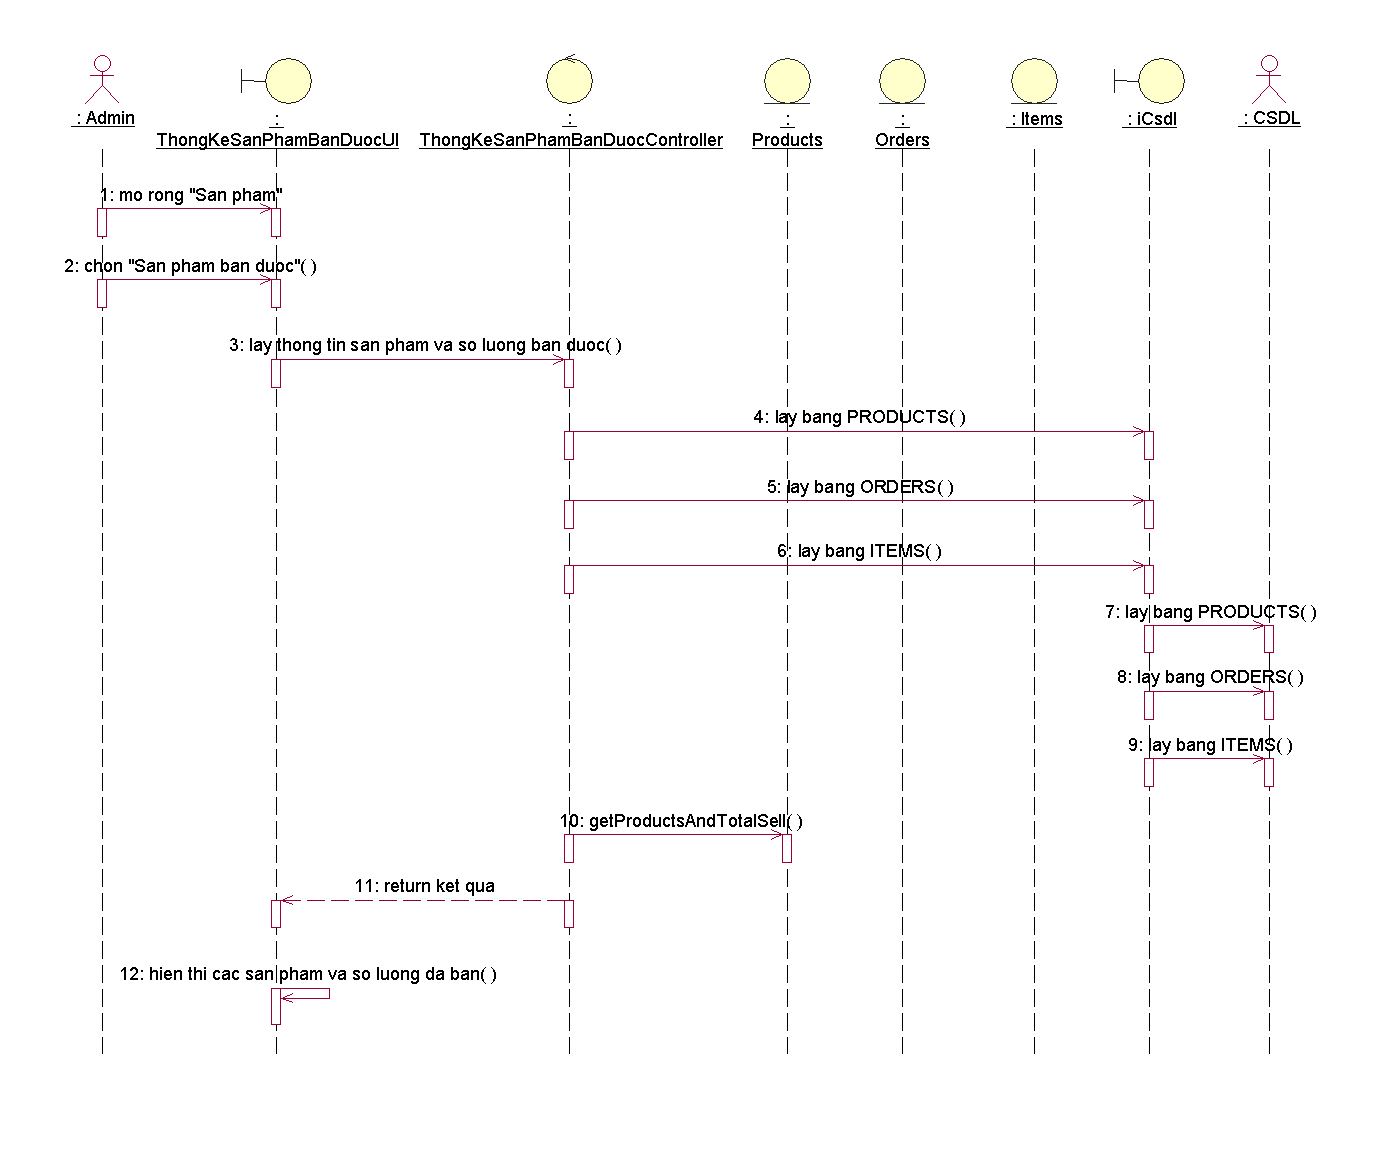 : Admin
:
ThongKeSanPhamBanDuocUI
:
ThongKeSanPhamBanDuocController
:
Products
:
Orders
: Items
: iCsdl
: CSDL
1: mo rong "San pham"
2: chon "San pham ban duoc"( )
3: lay thong tin san pham va so luong ban duoc( )
4: lay bang PRODUCTS( )
5: lay bang ORDERS( )
6: lay bang ITEMS( )
7: lay bang PRODUCTS( )
8: lay bang ORDERS( )
9: lay bang ITEMS( )
10: getProductsAndTotalSell( )
11: return ket qua
12: hien thi cac san pham va so luong da ban( )